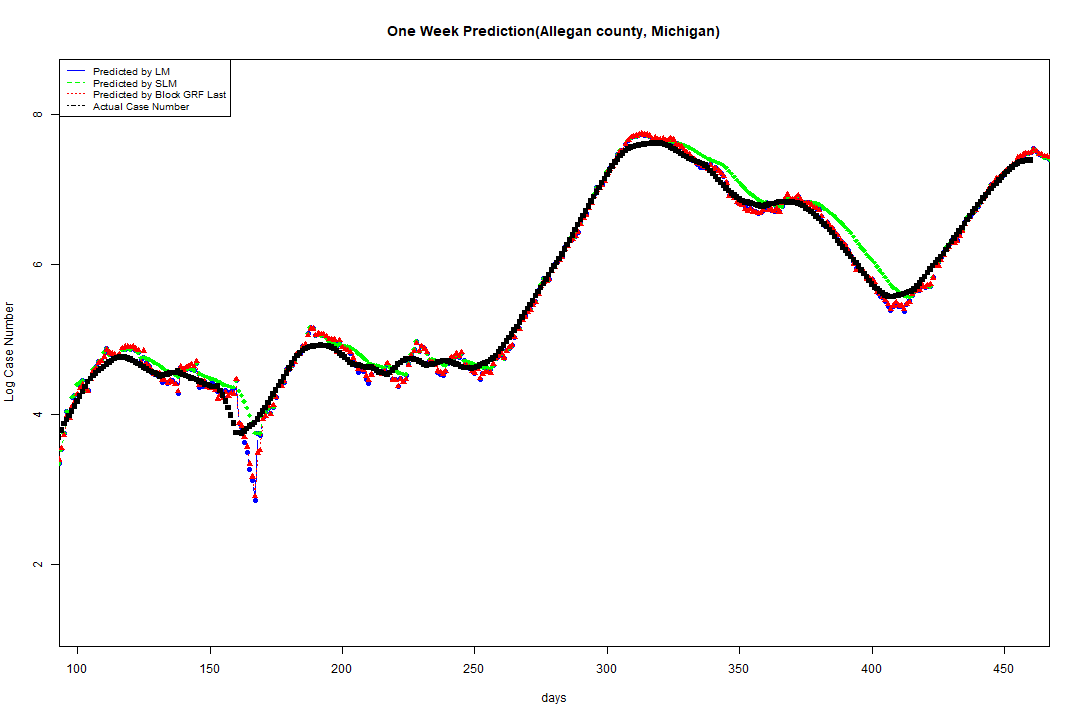 One Week Prediction(Allegan county, Michigan)
Predicted by LM
Predicted by SLM
Predicted by Block GRF Last
Actual Case Number
8
6
4
2
Log Case Number
100 150 200 250 300 350 400 450
days